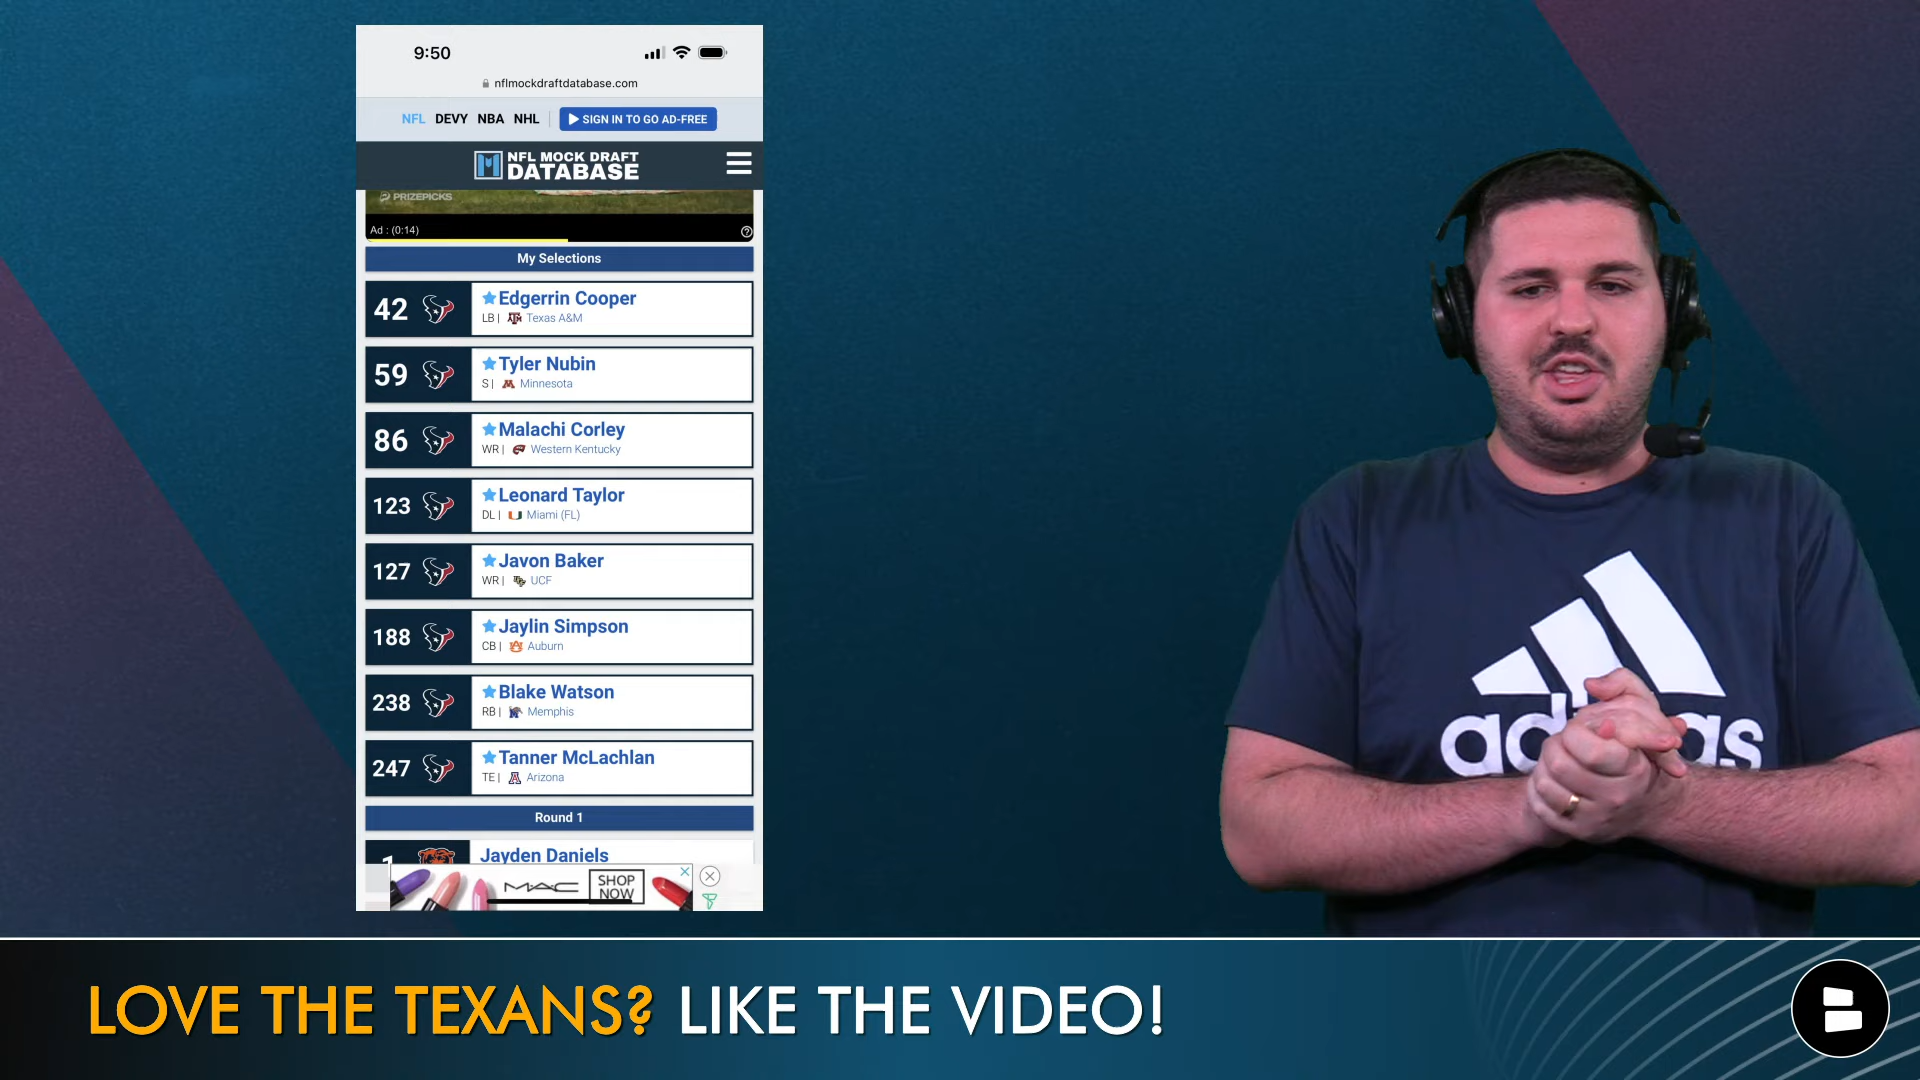 9:50
nflmockdraftdatabase.com
NFL DEVY NBA NHL SIGN IN TO GO AD-FREE
NFL MOCK DRAFT
DATABASE
PRIZEPICKS
Ad : (0:14)
My Selections
42 Edgerrin Cooper
LB | Texas A&M
59 Tyler Nubin
S | Minnesota
86 Malachi Corley
WR | Western Kentucky
123 Leonard Taylor
DL | Miami (FL)
127 Javon Baker
WR | UCF
188 Jaylin Simpson
CB | Auburn
238 Blake Watson
RB | Memphis
247 Tanner McLachlan
TE | Arizona
Round 1
1 Jayden Daniels
MAC SHOP
NOW
adidas
LOVE THE TEXANS? LIKE THE VIDEO!